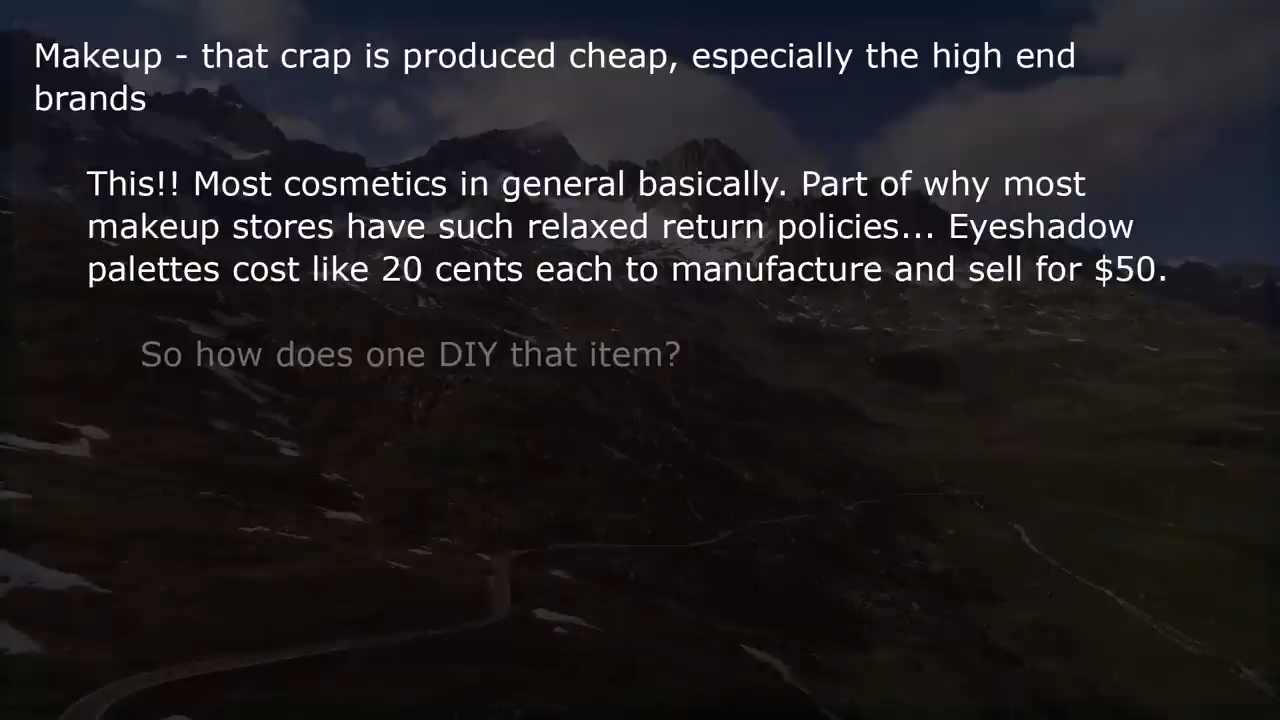 Makeup - that crap is produced cheap, especially the high end
brands
This!! Most cosmetics in general basically. Part of why most
makeup stores have such relaxed return policies... Eyeshadow
palettes cost like 20 cents each to manufacture and sell for $50.
So how does one DIY that item?